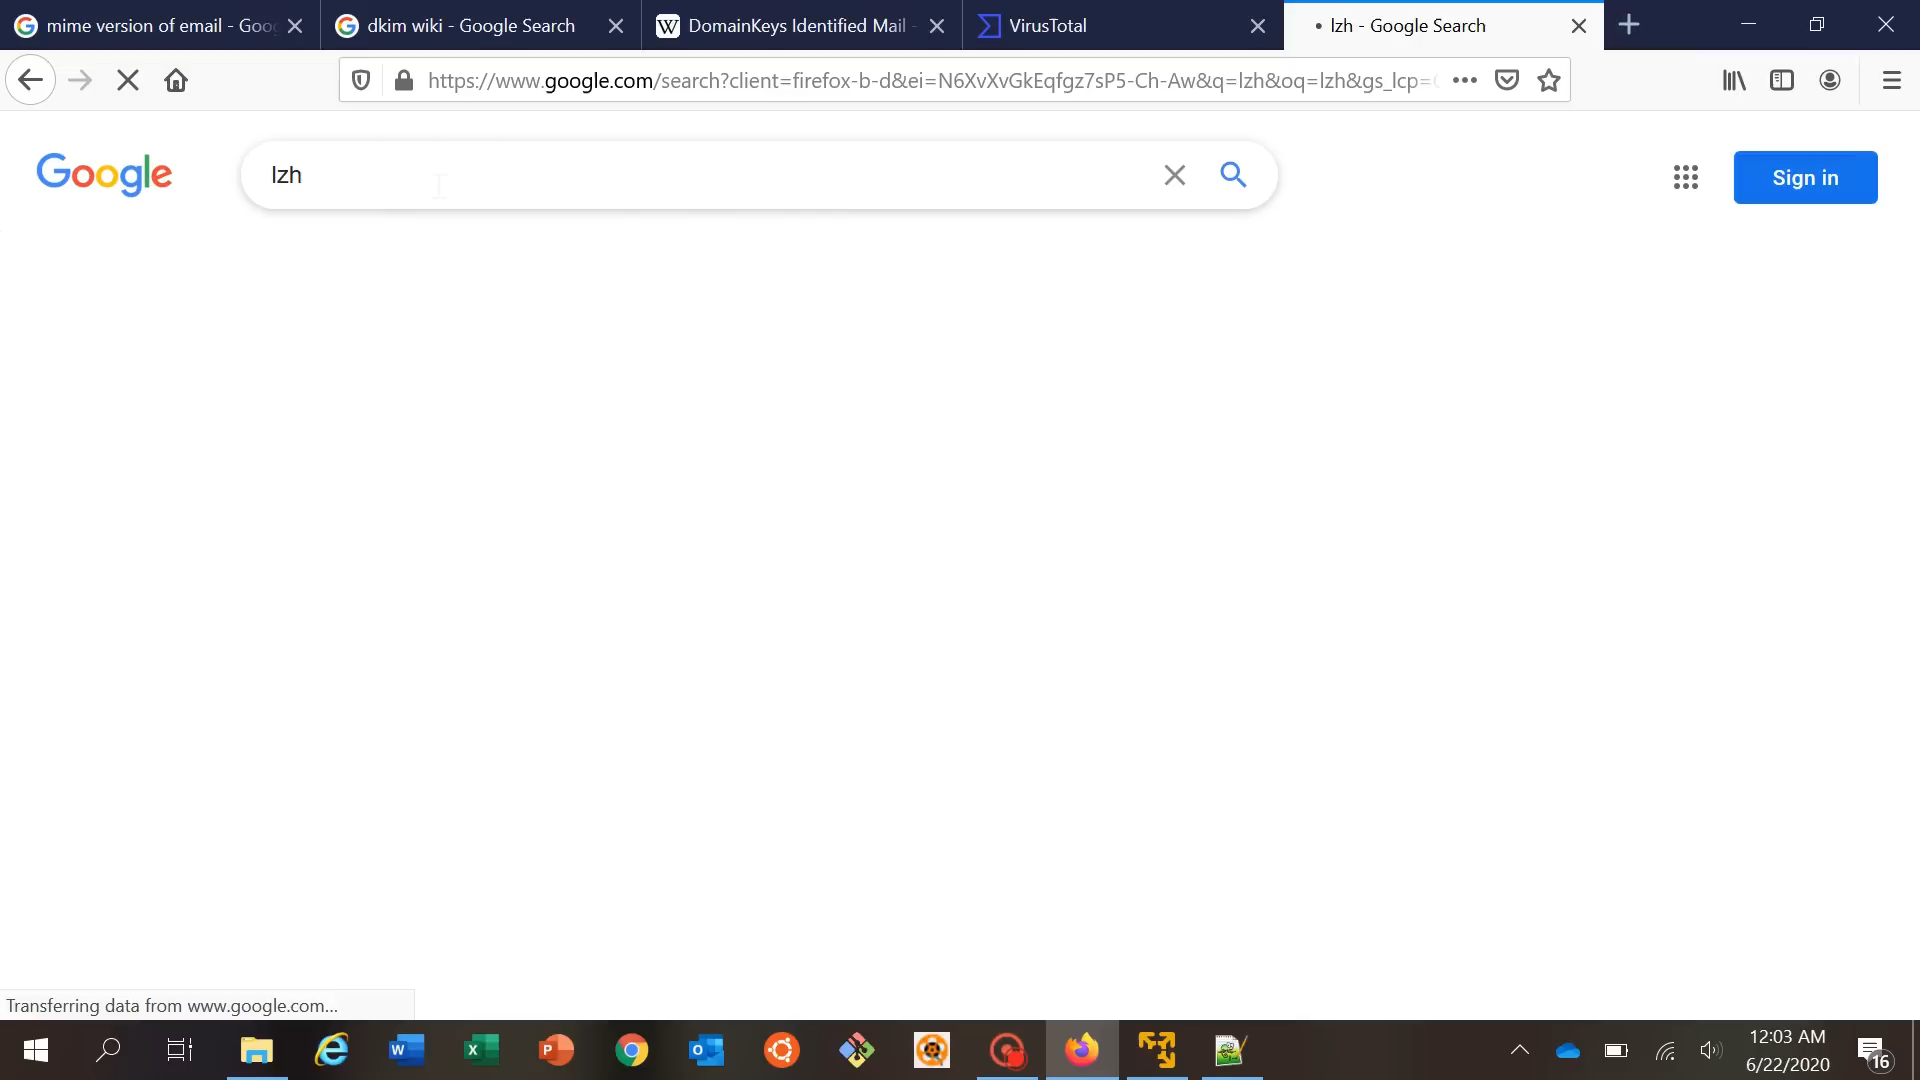 mime version of email - Goo
dkim wiki - Google Search
DomainKeys Identified Mail -
VirusTotal
lzh - Google Search
https://www.google.com/search?client=firefox-b-d&ei=N6XvXvGkEqfgz7sP5-Ch-Aw&q=lzh&oq=lzh&gs_lcp=
Google
lzh
Sign in
Transferring data from www.google.com...
12:03 AM
6/22/2020
16